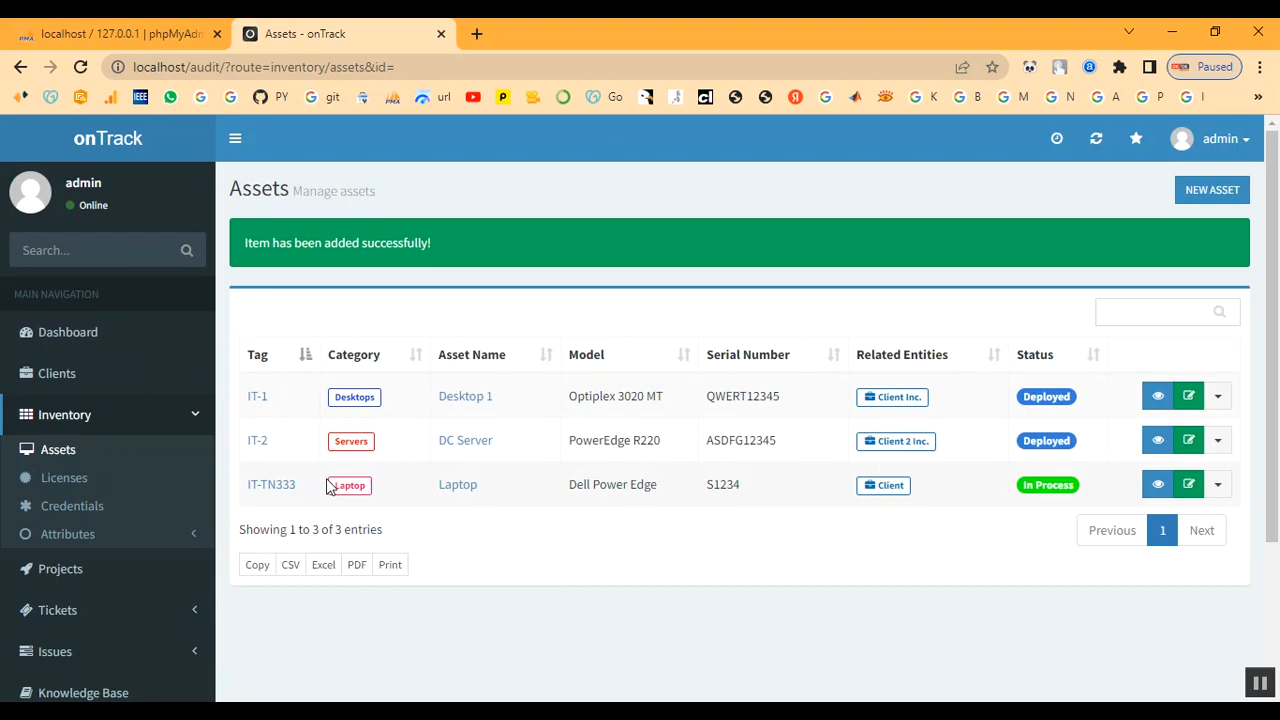 localhost / 127.0.0.1 | phpMyAdn
Assets - onTrack
localhost/audit/?route=inventory/assets&id=
Paused
IEEE
PY
git
url
Go
K
B
M
N
A
P
I
onTrack
admin
admin
Online
Search...
MAIN NAVIGATION
Dashboard
Clients
Inventory
Assets
Licenses
Credentials
Attributes
Projects
Tickets
Issues
Knowledge Base
Assets Manage assets
NEW ASSET
Item has been added successfully!
Tag Category Asset Name Model Serial Number Related Entities Status
IT-1 Desktops Desktop 1 Optiplex 3020 MT QWERT12345 Client Inc. Deployed
IT-2 Servers DC Server PowerEdge R220 ASDFG12345 Client 2 Inc. Deployed
IT-TN333 Laptop Laptop Dell Power Edge S1234 Client In Process
Showing 1 to 3 of 3 entries
Previous 1 Next
Copy CSV Excel PDF Print